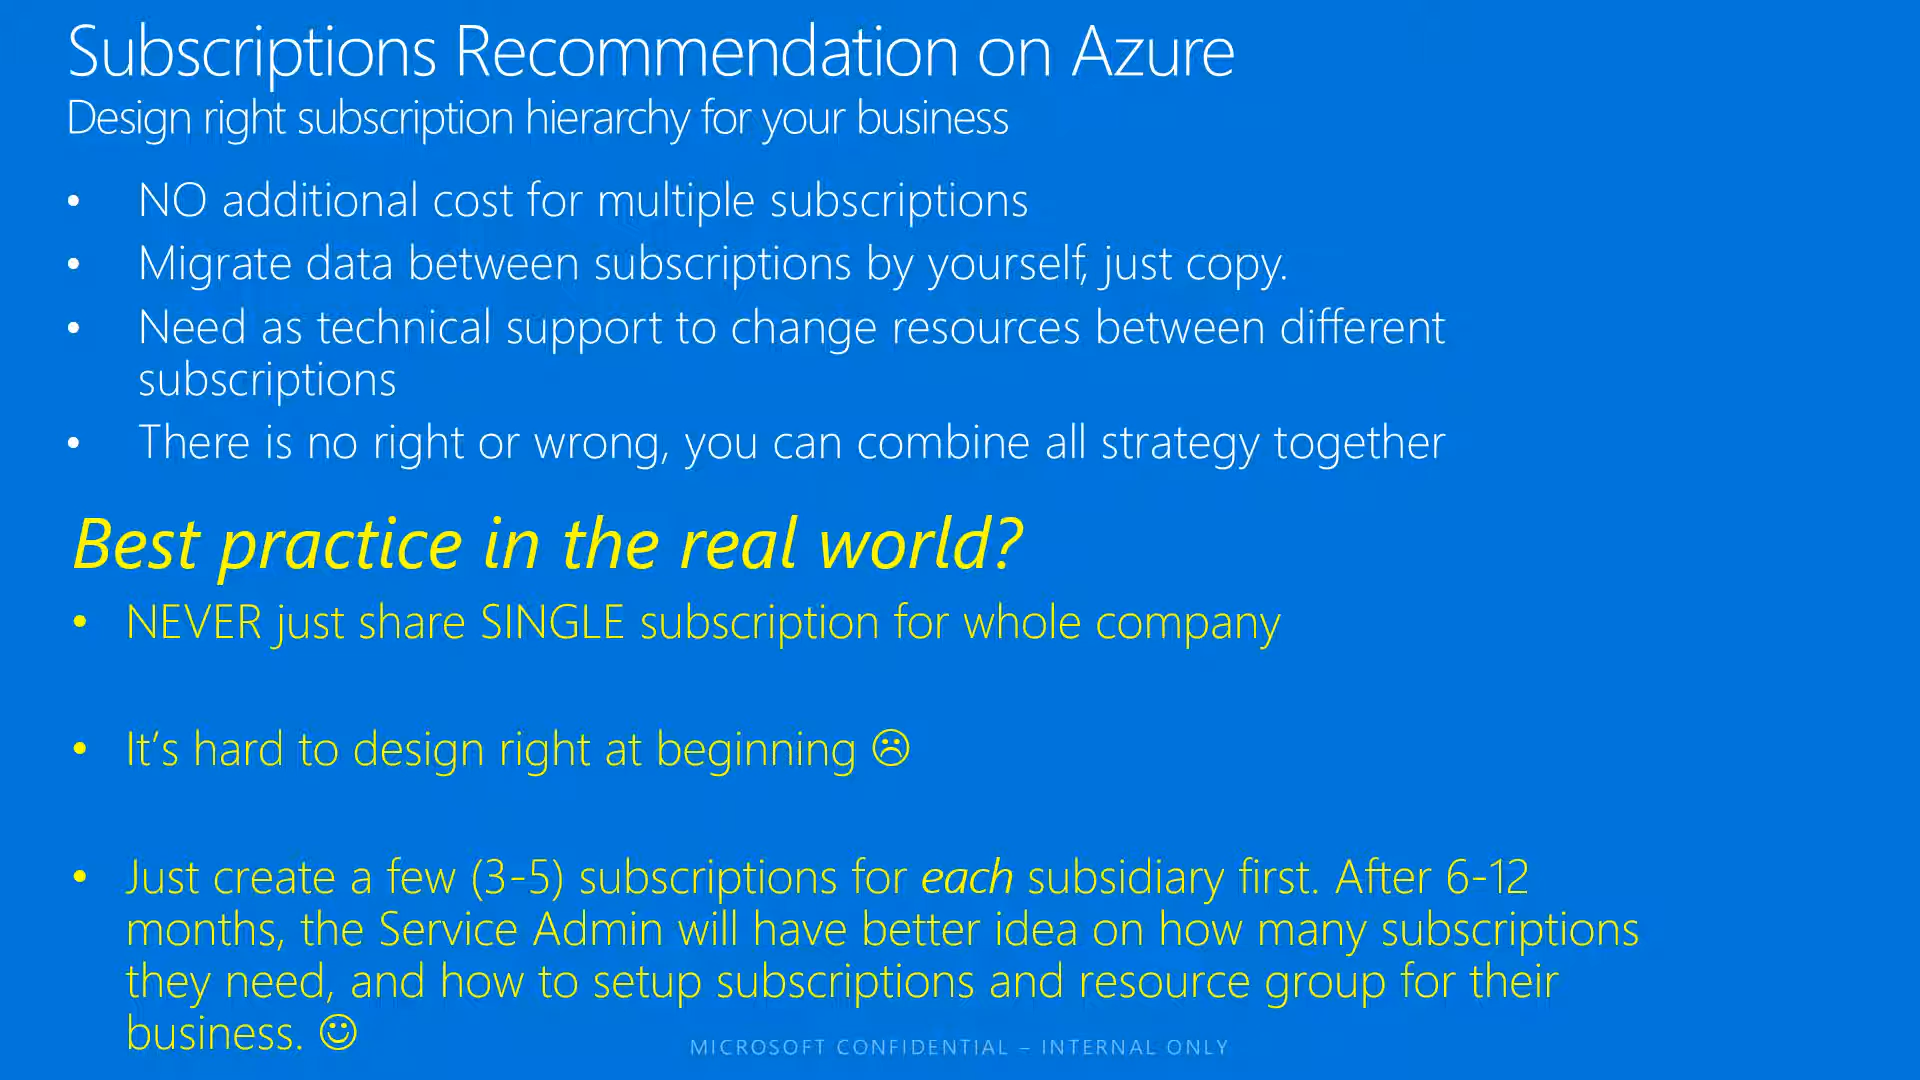 Subscriptions Recommendation on Azure
Design right subscription hierarchy for your business
• NO additional cost for multiple subscriptions
• Migrate data between subscriptions by yourself, just copy.
• Need as technical support to change resources between different
subscriptions
• There is no right or wrong, you can combine all strategy together
Best practice in the real world?
• NEVER just share SINGLE subscription for whole company
• It’s hard to design right at beginning ☹
• Just create a few (3-5) subscriptions for each subsidiary first. After 6-12
months, the Service Admin will have better idea on how many subscriptions
they need, and how to setup subscriptions and resource group for their
business. ☺
MICROSOFT CONFIDENTIAL – INTERNAL ONLY